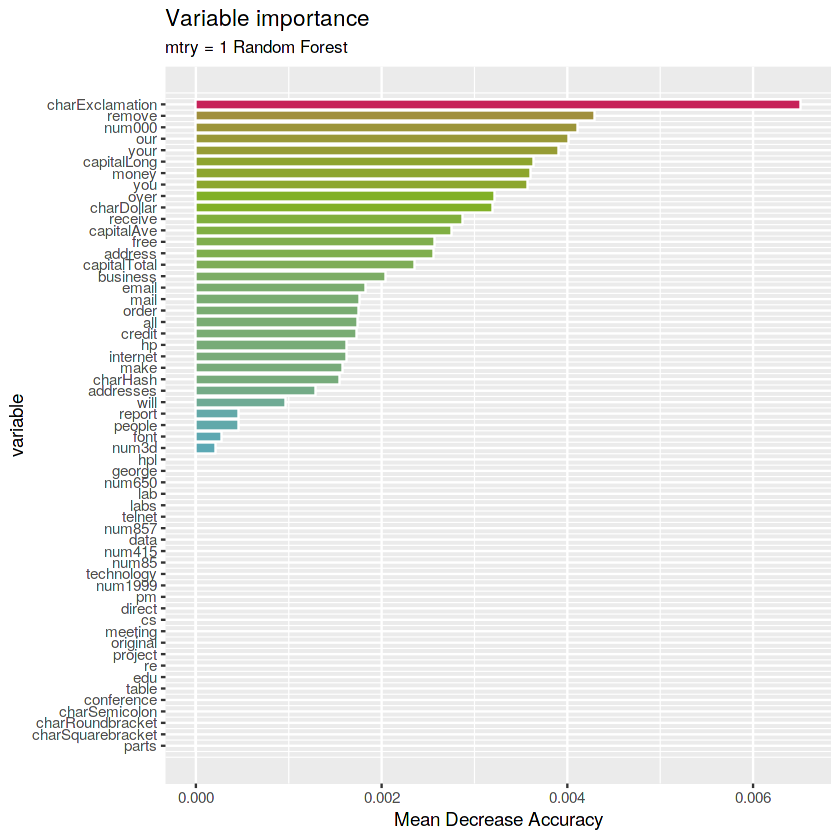 Variable importance
mtry = 1 Random Forest
charExclamation
remove
num000
our
your
capitalLong
money
you
over
charDollar
receive
capitalAve
free
address
capitalTotal
business
email
mail
order
all
credit
hp
internet
make
charHash
addresses
will
report
people
font
num3d
hpl
george
num650
lab
labs
telnet
num857
data
num415
num85
technology
num1999
pm
direct
cs
meeting
original
project
re
edu
table
conference
charSemicolon
charRoundbracket
charSquarebracket
parts
variable
0.000 0.002 0.004 0.006
Mean Decrease Accuracy